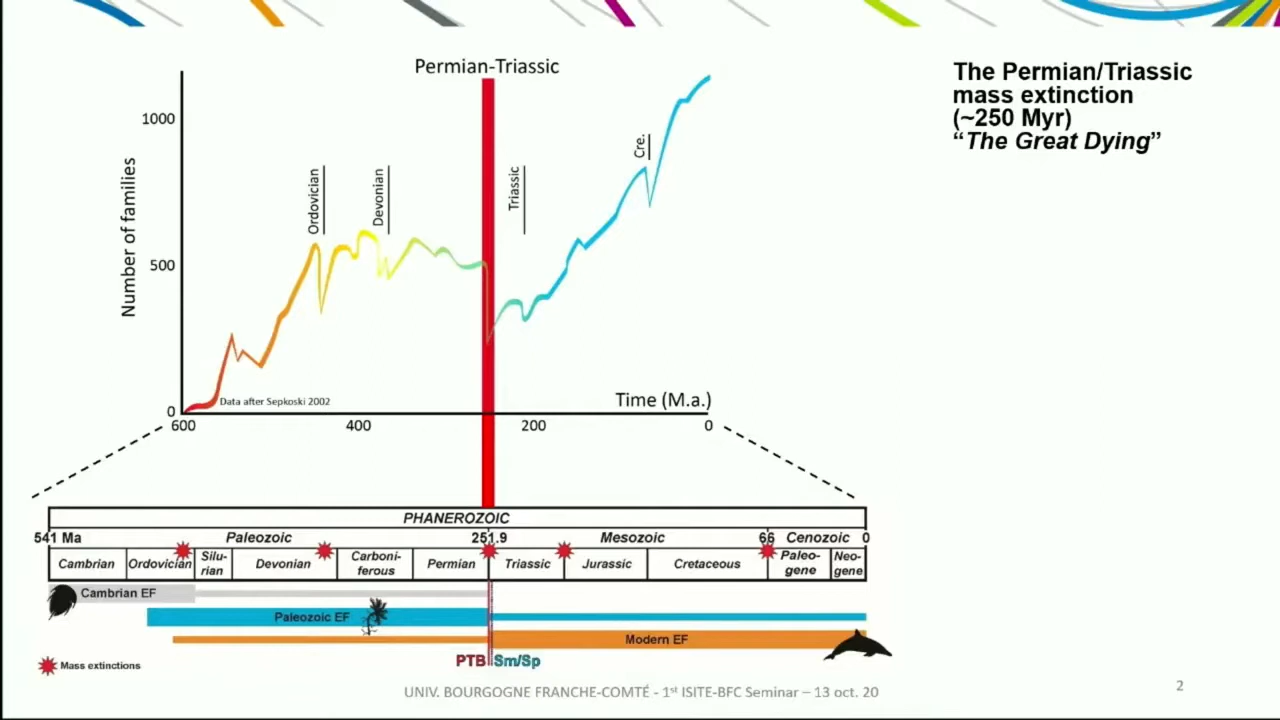 Permian-Triassic
The Permian/Triassic
mass extinction
(~250 Myr)
“The Great Dying”
1000
500
0
Number of families
Ordovician
Devonian
Triassic
Cre.
Data after Sepkoski 2002
Time (M.a.)
600 400 200 0
PHANEROZOIC
541 Ma Paleozoic 251.9 Mesozoic 66 Cenozoic 0
Cambrian Ordovician Silu-
rian Devonian Carboni-
ferous Permian Triassic Jurassic Cretaceous Paleo-
gene Neo-
gene
Cambrian EF
Paleozoic EF
Modern EF
PTB Sm/Sp
Mass extinctions
UNIV. BOURGOGNE FRANCHE-COMTÉ - 1st ISITE-BFC Seminar – 13 oct. 20
2